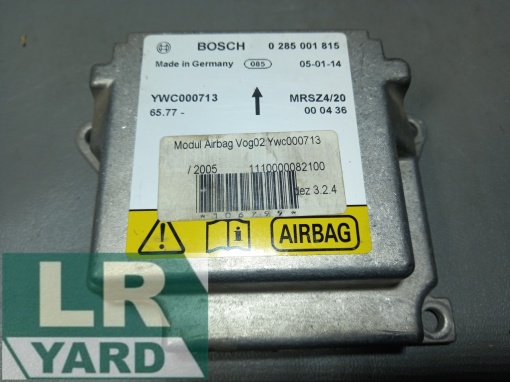 BOSCH 0 285 001 815
Made in Germany 085 05-01-14
YWC000713 MRSZ4/20
65.77 - 00 04 36
Modul Airbag Vog02 Ywc000713
/ 2005 1110000082100
dez 3.2.4
*106799*
AIRBAG
LR
YARD